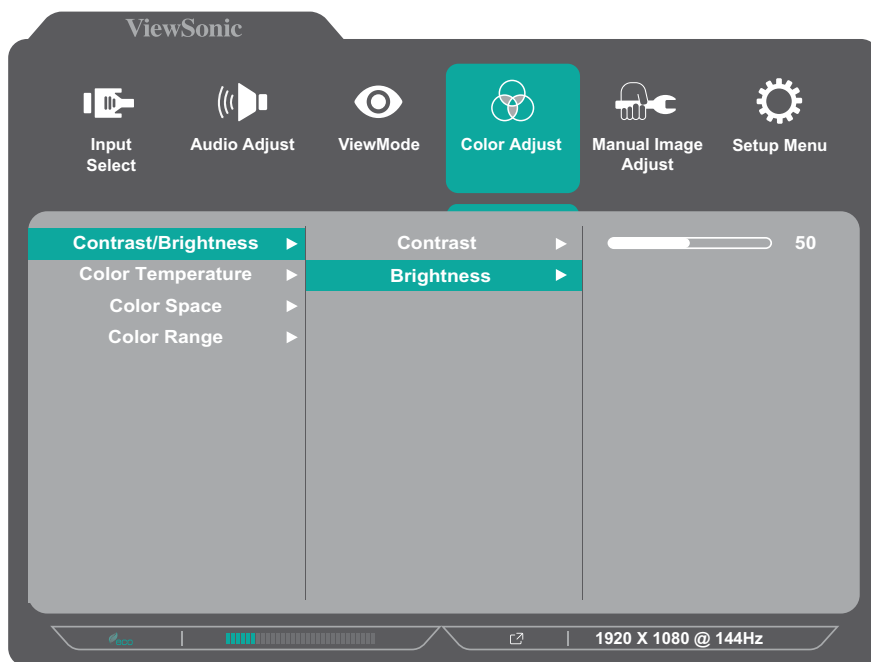 ViewSonic
Input
Select
Audio Adjust
ViewMode
Color Adjust
Manual Image
Adjust
Setup Menu
Contrast/Brightness
Contrast
50
Color Temperature
Brightness
Color Space
Color Range
eco
1920 X 1080 @ 144Hz